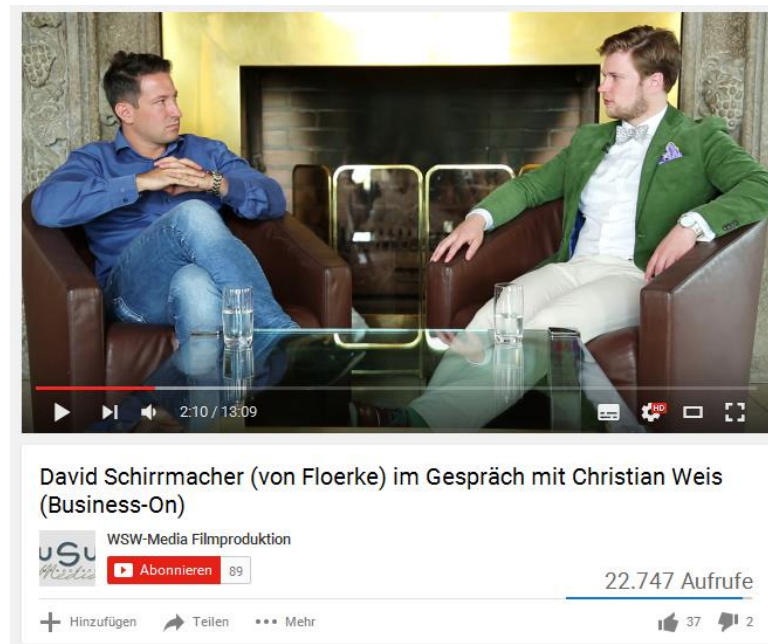 2:10 / 13:09
HD
David Schirrmacher (von Floerke) im Gespräch mit Christian Weis
(Business-On)
WSW-Media Filmproduktion
Abonnieren 89
22.747 Aufrufe
Hinzufügen Teilen Mehr
37 2